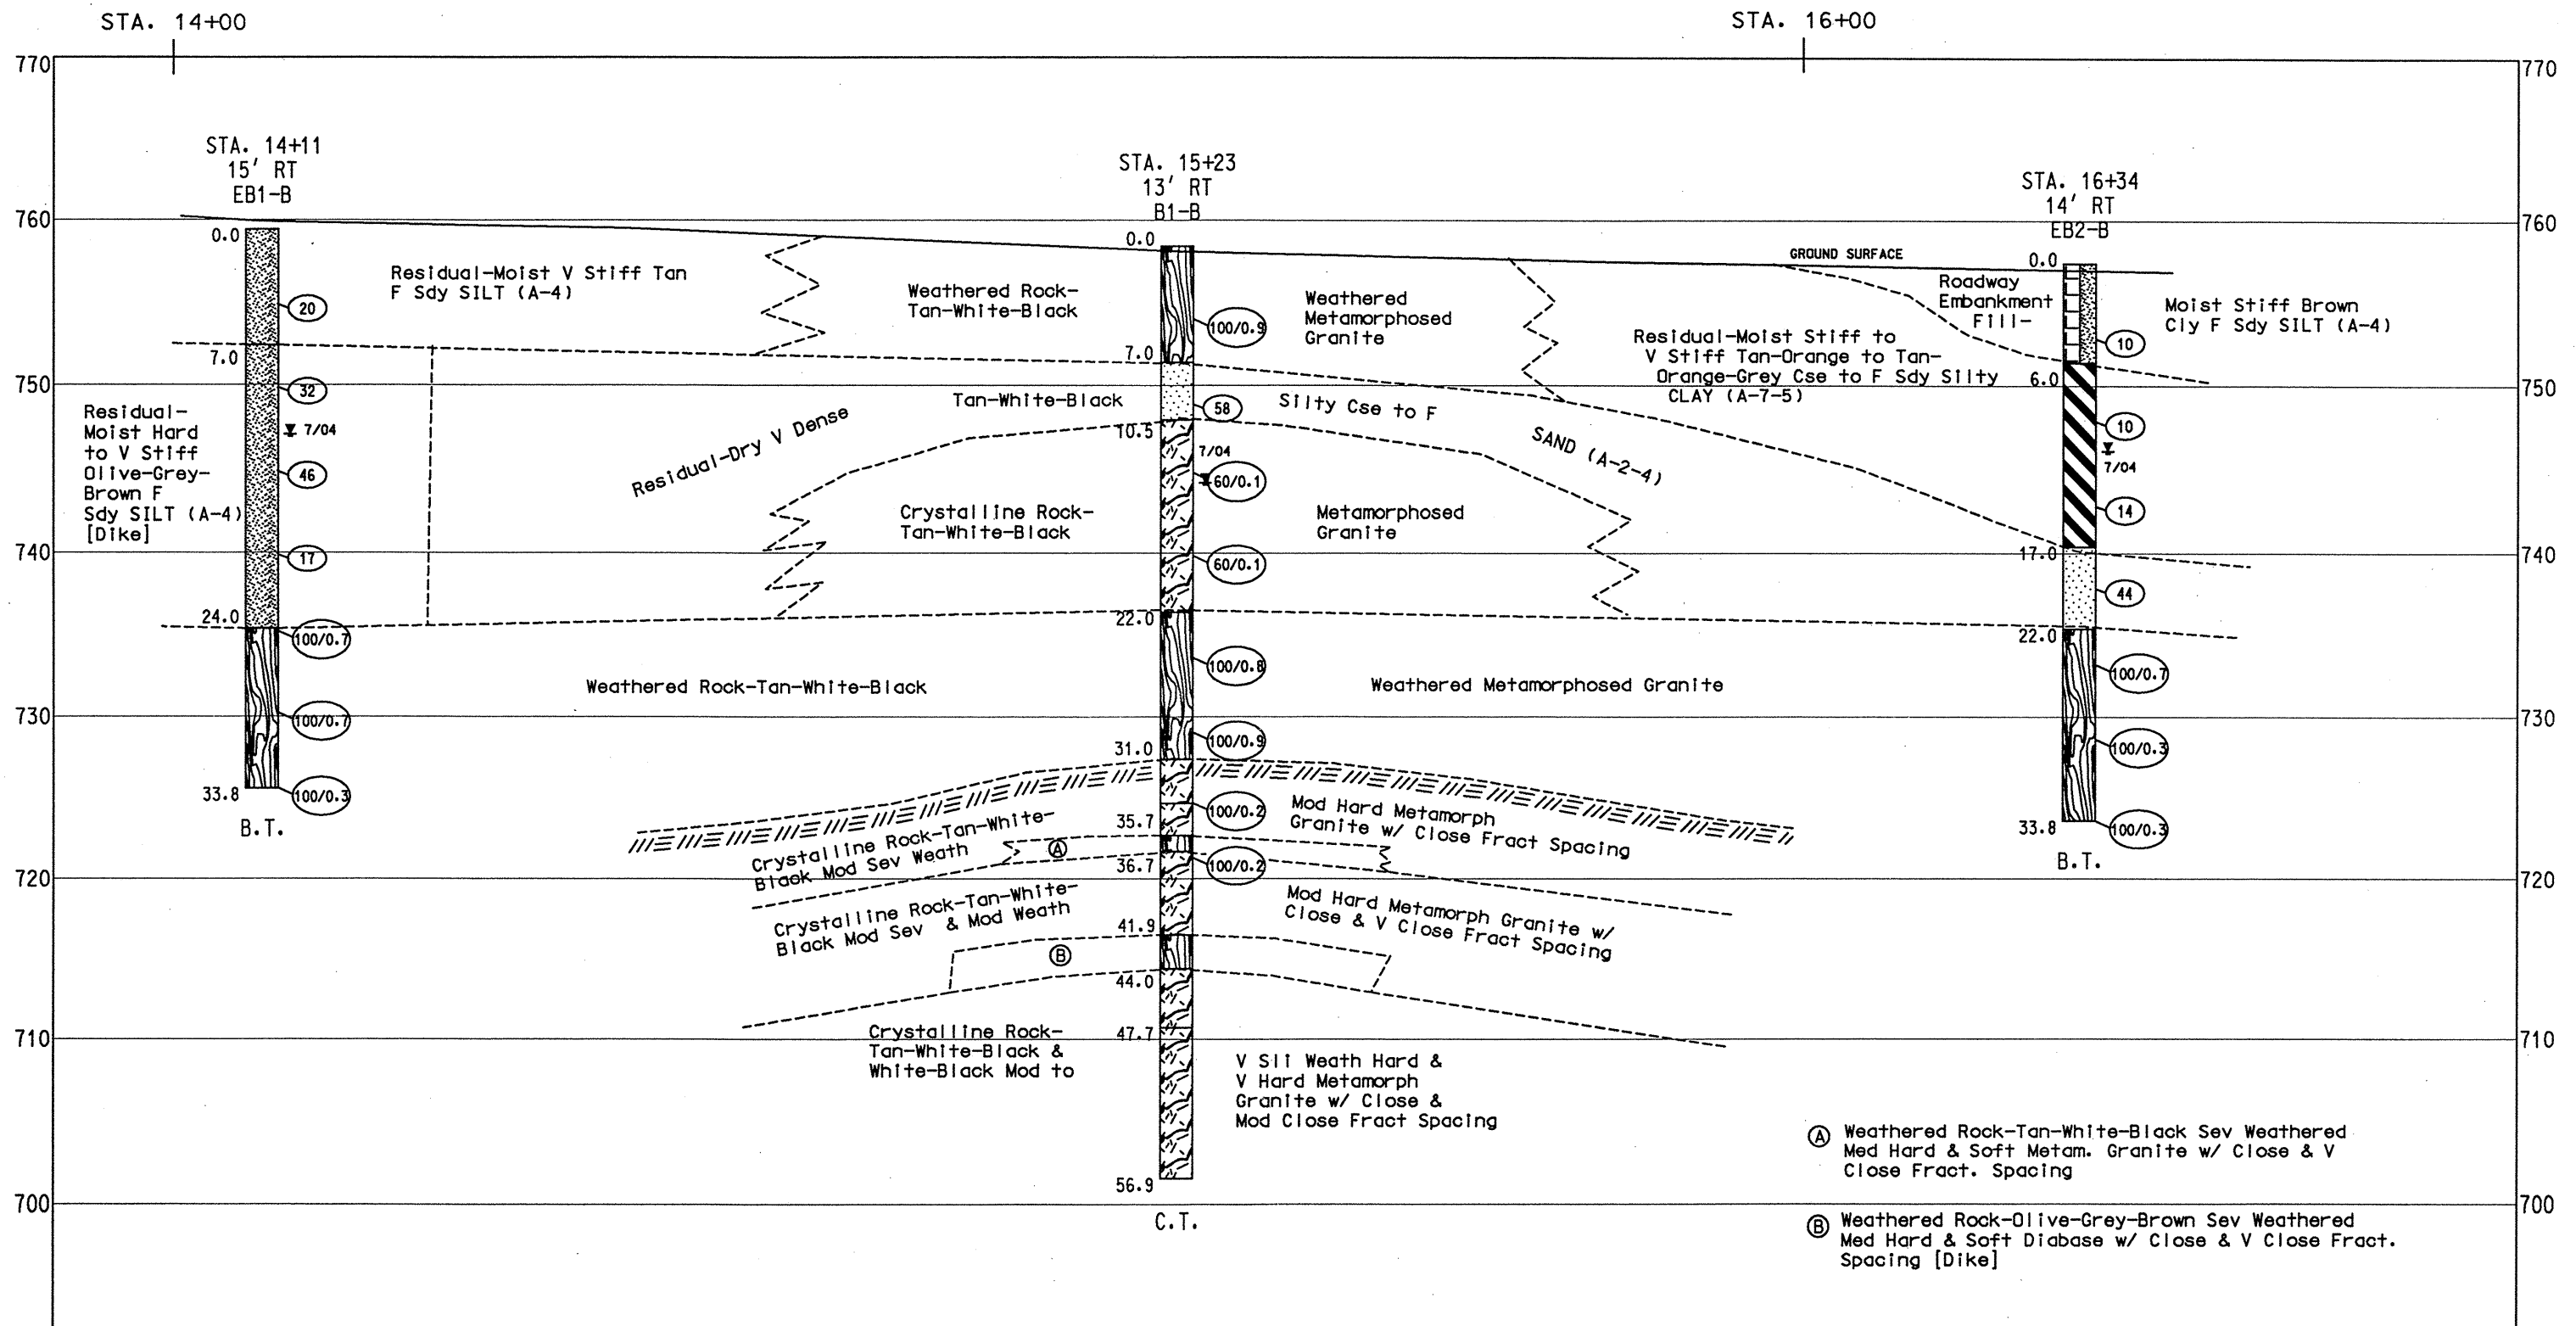 STA. 14+00
STA. 16+00
770
770
STA. 14+11
15' RT
EB1-B
STA. 15+23
13' RT
B1-B
STA. 16+34
14' RT
EB2-B
760
760
0.0
0.0
0.0
GROUND SURFACE
Residual-Moist V Stiff Tan
F Sdy SILT (A-4)
Weathered Rock-
Tan-White-Black
Weathered
Metamorphosed
Granite
Roadway
Embankment
Fill-
Moist Stiff Brown
Cly F Sdy SILT (A-4)
20
100/0.9
10
Residual-Moist Stiff to
V Stiff Tan-Orange to Tan-
Orange-Grey Cse to F Sdy Silty
CLAY (A-7-5)
7.0
7.0
6.0
750
750
32
Tan-White-Black
58
Silty Cse to F
SAND (A-2-4)
Residual-Dry V Dense
10
Residual-
Moist Hard
to V Stiff
Olive-Grey-
Brown F
Sdy SILT (A-4)
[Dike]
7/04
10.5
7/04
7/04
46
60/0.1
14
Crystalline Rock-
Tan-White-Black
Metamorphosed
Granite
740
740
17
60/0.1
17.0
44
24.0
22.0
22.0
100/0.7
100/0.8
100/0.7
Weathered Rock-Tan-White-Black
Weathered Metamorphosed Granite
730
730
100/0.7
100/0.9
100/0.3
31.0
33.8
100/0.3
B.T.
100/0.2
33.8
100/0.3
B.T.
35.7
Mod Hard Metamorph
Granite w/ Close Fract Spacing
Crystalline Rock-Tan-White-
Black Mod Sev Weath
A
36.7
100/0.2
720
720
Crystalline Rock-Tan-White-
Black Mod Sev & Mod Weath
Mod Hard Metamorph Granite w/
Close & V Close Fract Spacing
41.9
B
44.0
710
710
47.7
Crystalline Rock-
Tan-White-Black &
White-Black Mod to
V Sli Weath Hard &
V Hard Metamorph
Granite w/ Close &
Mod Close Fract Spacing
56.9
C.T.
700
700
A Weathered Rock-Tan-White-Black Sev Weathered
Med Hard & Soft Metam. Granite w/ Close & V
Close Fract. Spacing
B Weathered Rock-Olive-Grey-Brown Sev Weathered
Med Hard & Soft Diabase w/ Close & V Close Fract.
Spacing [Dike]